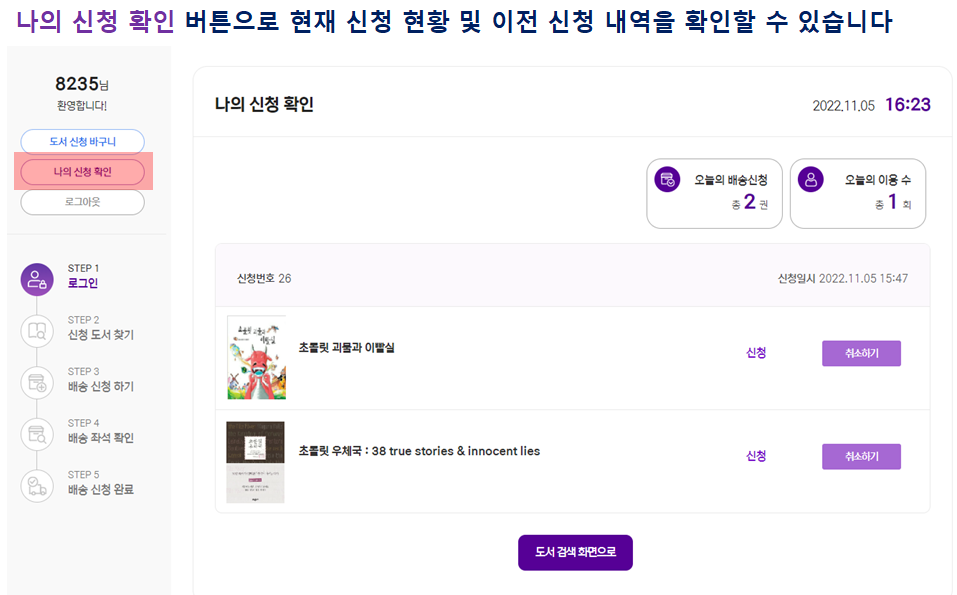 나의 신청 확인 버튼으로 현재 신청 현황 및 이전 신청 내역을 확인할 수 있습니다
8235님
환영합니다!
도서 신청 바구니
나의 신청 확인
로그아웃
STEP 1
로그인
STEP 2
신청 도서 찾기
STEP 3
배송 신청 하기
STEP 4
배송 좌석 확인
STEP 5
배송 신청 완료
나의 신청 확인
2022.11.05 16:23
오늘의 배송신청
총 2 권
오늘의 이용 수
총 1 회
신청번호 26
신청일시 2022.11.05 15:47
초콜릿 괴물과 이빨실
신청
취소하기
초콜릿 우체국 : 38 true stories & innocent lies
신청
취소하기
도서 검색 화면으로